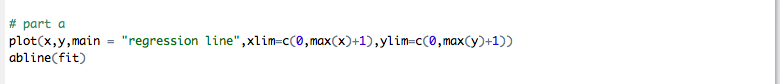 # part a
plot(x,y,main = "regression line",xlim=c(0,max(x)+1),ylim=c(0,max(y)+1))
abline(fit)